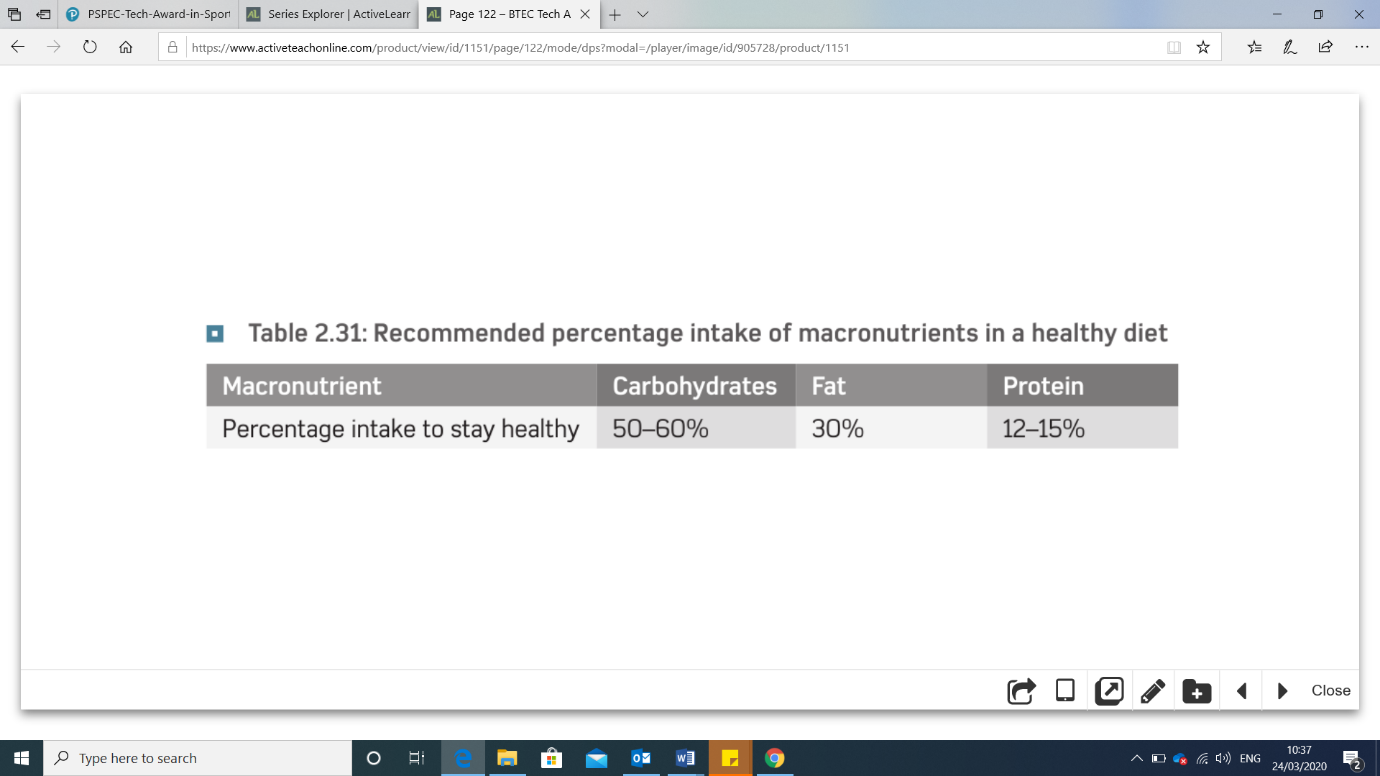 PSPEC-Tech-Award-in-Sport
Series Explorer | ActiveLearn
Page 122 – BTEC Tech A
https://www.activeteachonline.com/product/view/id/1151/page/122/mode/dps?modal=/player/image/id/905728/product/1151
Table 2.31: Recommended percentage intake of macronutrients in a healthy diet
Macronutrient Carbohydrates Fat Protein
Percentage intake to stay healthy 50–60% 30% 12–15%
Close
Type here to search
ENG
10:37
24/03/2020
2